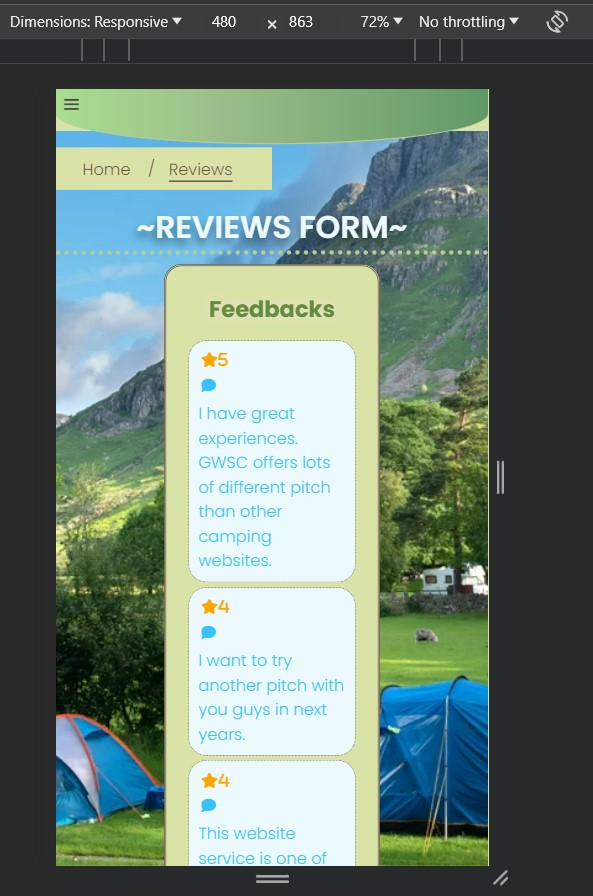 Dimensions: Responsive 480 × 863 72% No throttling
Home / Reviews
~REVIEWS FORM~
Feedbacks
5
I have great
experiences.
GWSC offers lots
of different pitch
than other
camping
websites.
4
I want to try
another pitch with
you guys in next
years.
4
This website
service is one of